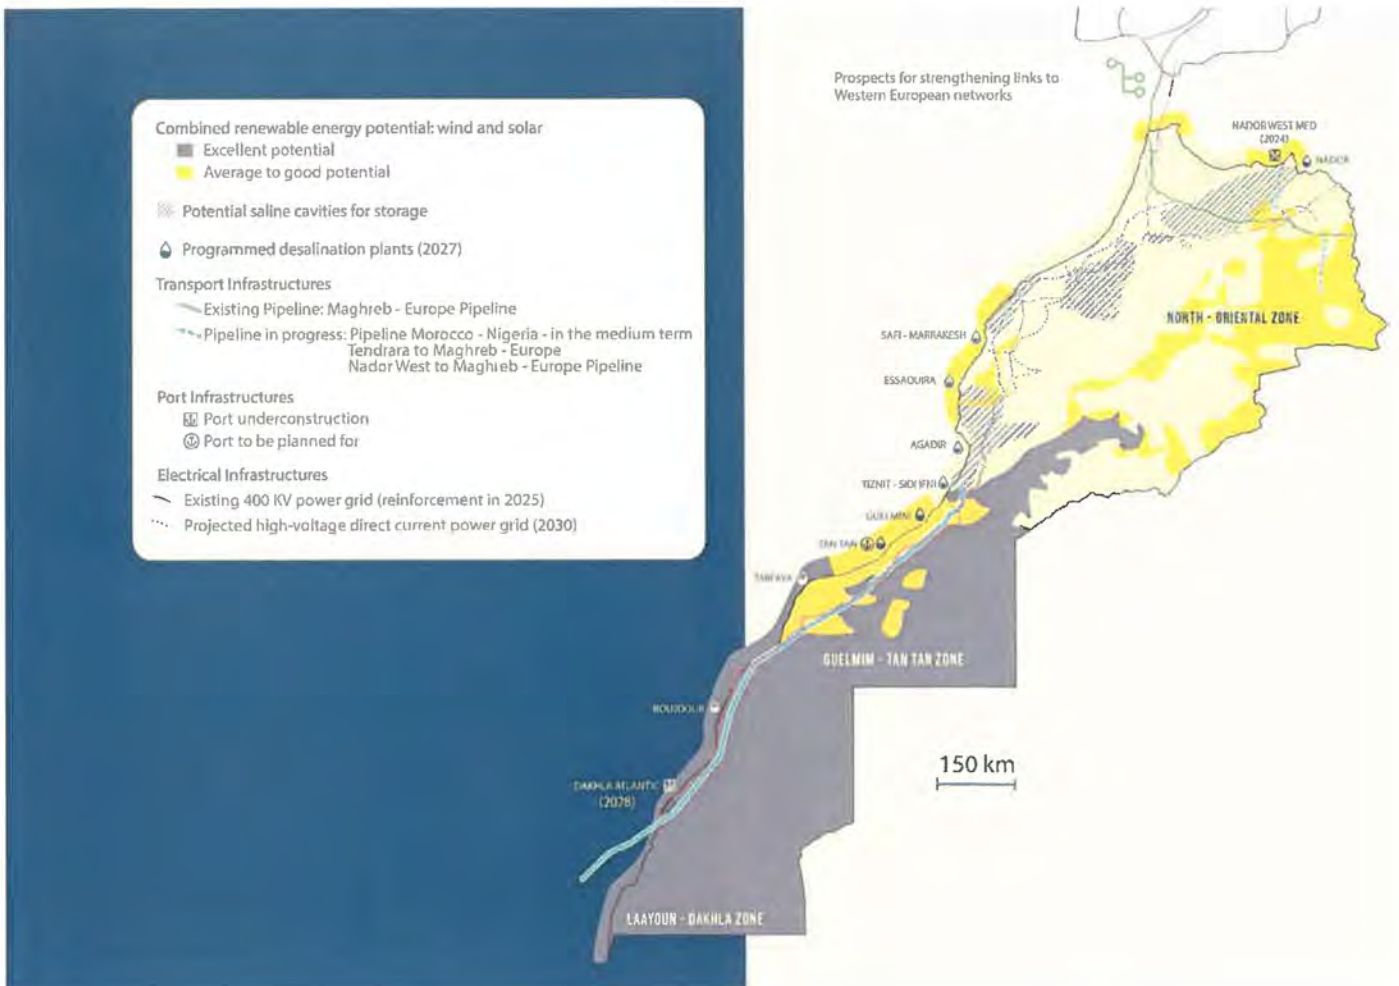 Prospects for strengthening links to
Western European networks
Combined renewable energy potential: wind and solar
Excellent potential
Average to good potential
Potential saline cavities for storage
Programmed desalination plants (2027)
Transport Infrastructures
Existing Pipeline: Maghreb - Europe Pipeline
Pipeline in progress: Pipeline Morocco - Nigeria - in the medium term
Tendrara to Maghreb - Europe
Nador West to Maghreb - Europe Pipeline
Port Infrastructures
Port underconstruction
Port to be planned for
Electrical Infrastructures
Existing 400 KV power grid (reinforcement in 2025)
Projected high-voltage direct current power grid (2030)
NADOR WEST MED
(2024)
NADOR
NORTH - ORIENTAL ZONE
SAFI - MARRAKESH
ESSAOUIRA
AGADIR
TIZNIT - SIDI IFNI
GUELMIM
TAN TAN
TARFAYA
GUELMIM - TAN TAN ZONE
BOUJDOUR
150 km
DAKHLA ATLANTIC
LAAYOUN - DAKHLA ZONE